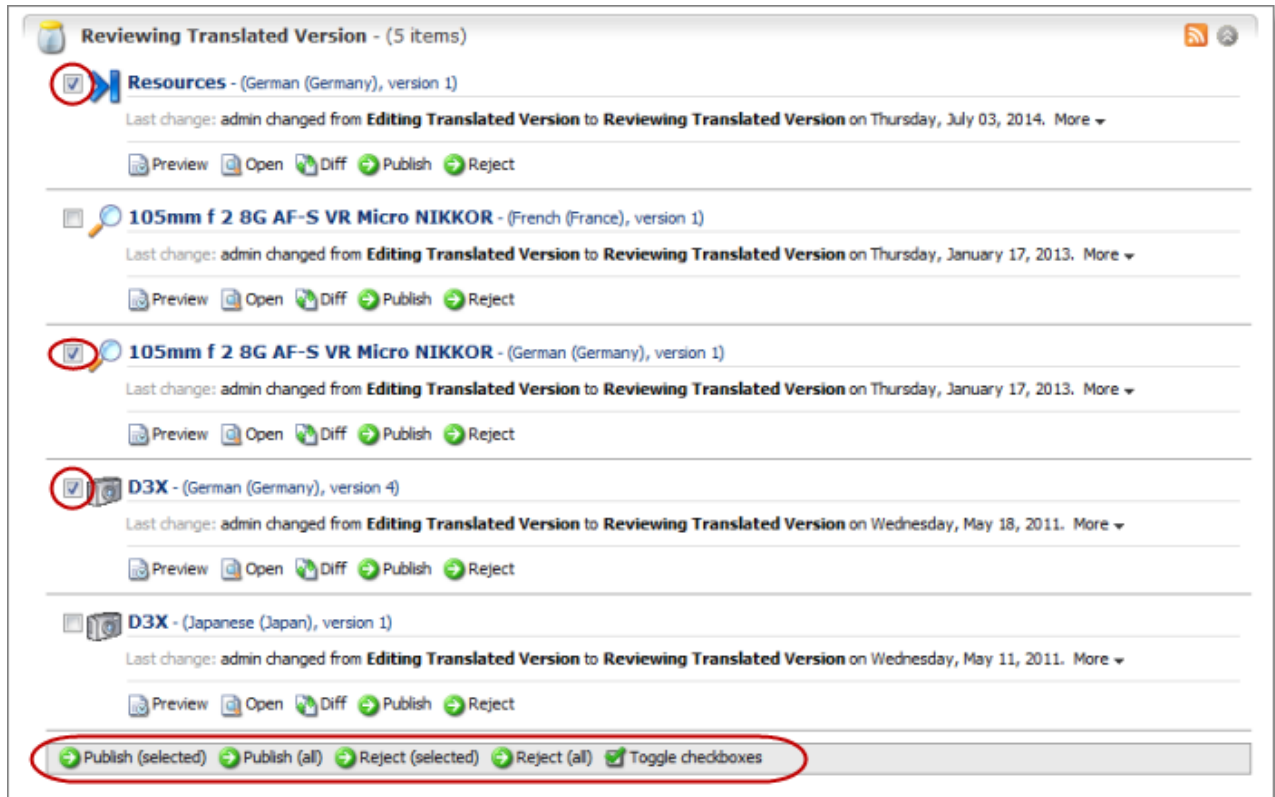 Reviewing Translated Version - (5 items)
Resources - (German (Germany), version 1)
Last change: admin changed from Editing Translated Version to Reviewing Translated Version on Thursday, July 03, 2014. More
Preview Open Diff Publish Reject
105mm f 2 8G AF-S VR Micro NIKKOR - (French (France), version 1)
Last change: admin changed from Editing Translated Version to Reviewing Translated Version on Thursday, January 17, 2013. More
Preview Open Diff Publish Reject
105mm f 2 8G AF-S VR Micro NIKKOR - (German (Germany), version 1)
Last change: admin changed from Editing Translated Version to Reviewing Translated Version on Thursday, January 17, 2013. More
Preview Open Diff Publish Reject
D3X - (German (Germany), version 4)
Last change: admin changed from Editing Translated Version to Reviewing Translated Version on Wednesday, May 18, 2011. More
Preview Open Diff Publish Reject
D3X - (Japanese (Japan), version 1)
Last change: admin changed from Editing Translated Version to Reviewing Translated Version on Wednesday, May 11, 2011. More
Preview Open Diff Publish Reject
Publish (selected) Publish (all) Reject (selected) Reject (all) Toggle checkboxes